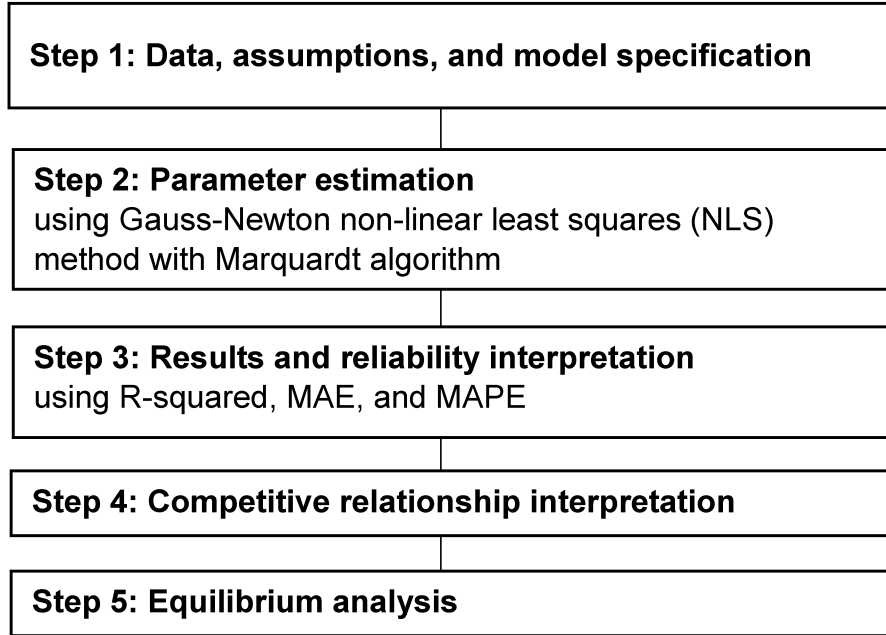 Step 1: Data, assumptions, and model specification
Step 2: Parameter estimation
using Gauss-Newton non-linear least squares (NLS)
method with Marquardt algorithm
Step 3: Results and reliability interpretation
using R-squared, MAE, and MAPE
Step 4: Competitive relationship interpretation
Step 5: Equilibrium analysis